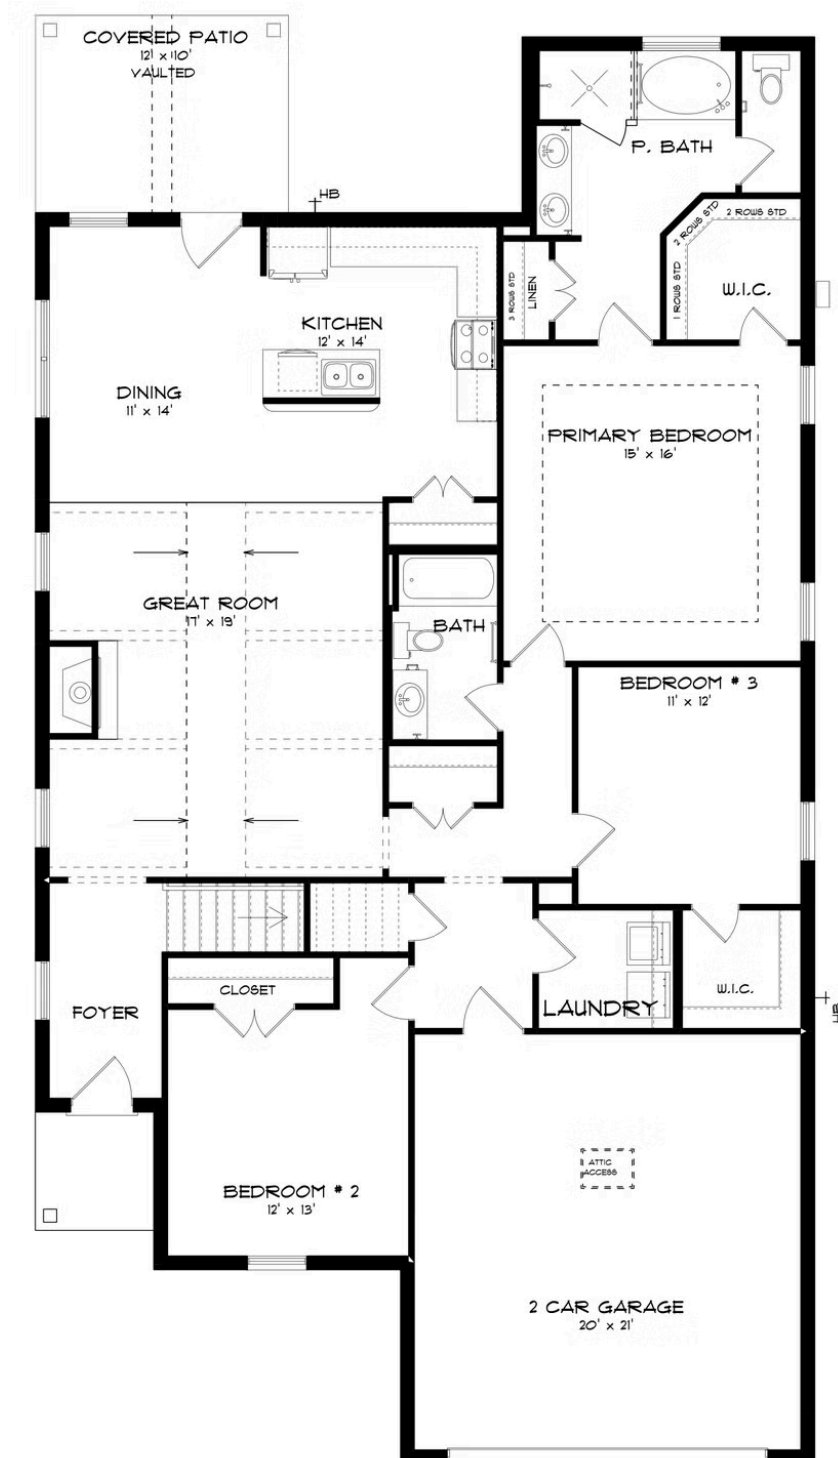 COVERED PATIO
12' x 10'
VAULTED
HB
P. BATH
2 ROWS STD
2 ROWS STD
1 ROWS STD
W.I.C.
3 ROWS STD
LINEN
KITCHEN
12' x 14'
DINING
11' x 14'
PRIMARY BEDROOM
15' x 16'
GREAT ROOM
17' x 19'
BATH
BEDROOM # 3
11' x 12'
CLOSET
FOYER
LAUNDRY
W.I.C.
HB
BEDROOM # 2
12' x 13'
ATTIC
ACCESS
2 CAR GARAGE
20' x 21'